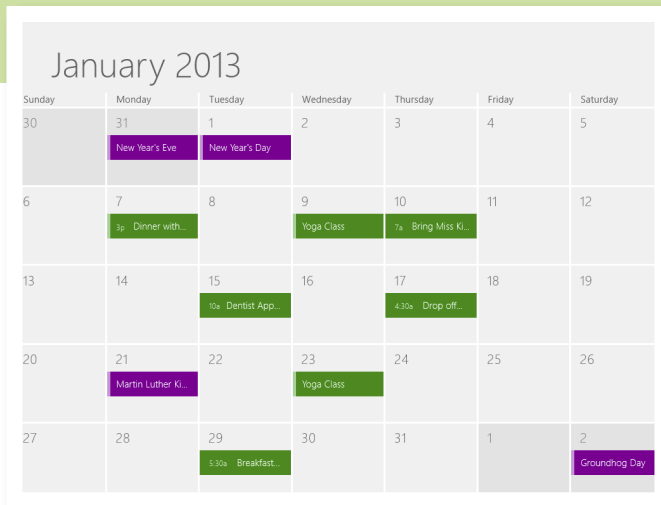 January 2013
Sunday Monday Tuesday Wednesday Thursday Friday Saturday
30 31 1 2 3 4 5
New Year's Eve New Year's Day
6 7 8 9 10 11 12
3p Dinner with... Yoga Class 7a Bring Miss Ki...
13 14 15 16 17 18 19
10a Dentist App... 4:30a Drop off...
20 21 22 23 24 25 26
Martin Luther Ki... Yoga Class
27 28 29 30 31 1 2
5:30a Breakfast... Groundhog Day